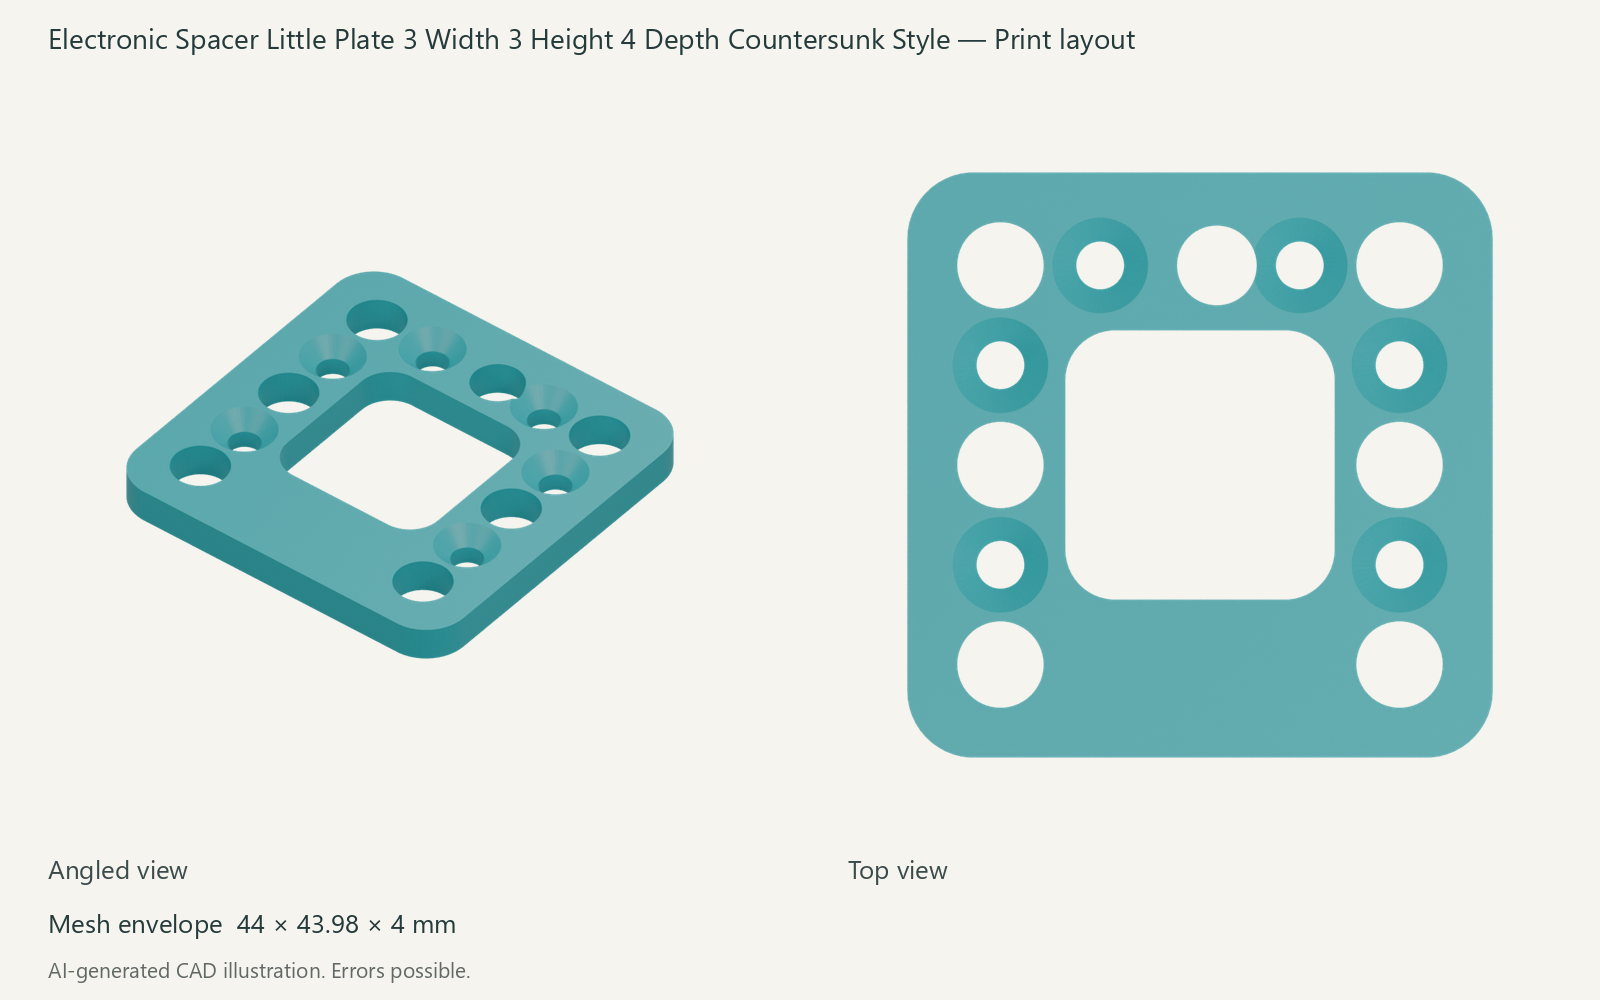 Electronic Spacer Little Plate 3 Width 3 Height 4 Depth Countersunk Style — Print layout
Angled view
Top view
Mesh envelope  44 × 43.98 × 4 mm
AI-generated CAD illustration. Errors possible.